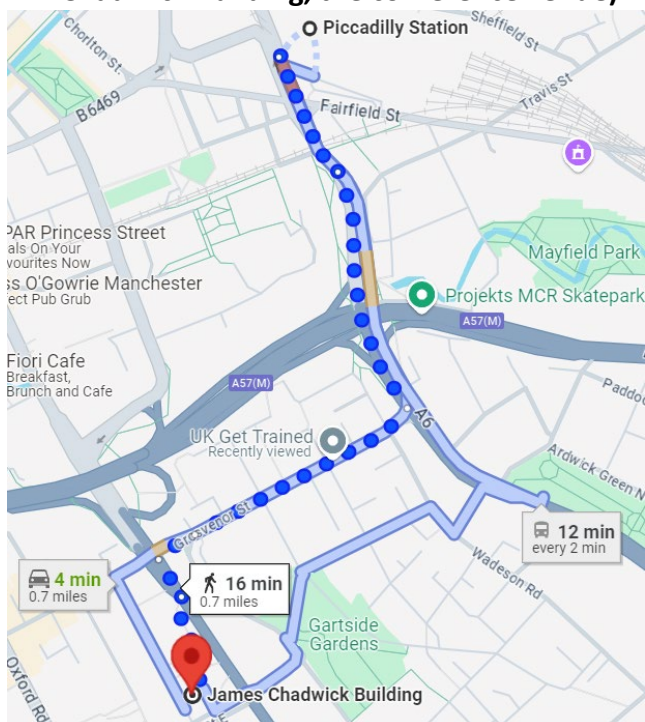 Piccadilly Station
Sheffield St
Chorlton St.
Travis St
B6469
Fairfield St
PAR Princess Street
als On Your
vourites Now
ss O'Gowrie Manchester
fect Pub Grub
Mayfield Park
Projekts MCR Skatepark
A57(M)
Fiori Cafe
Breakfast,
Brunch and Cafe
A57(M)
Paddo
UK Get Trained
Recently viewed
A6
Ardwick Green N
Grosvenor St
12 min
every 2 min
4 min
0.7 miles
16 min
0.7 miles
Wadeson Rd
Gartside
Gardens
Oxford Rd
James Chadwick Building